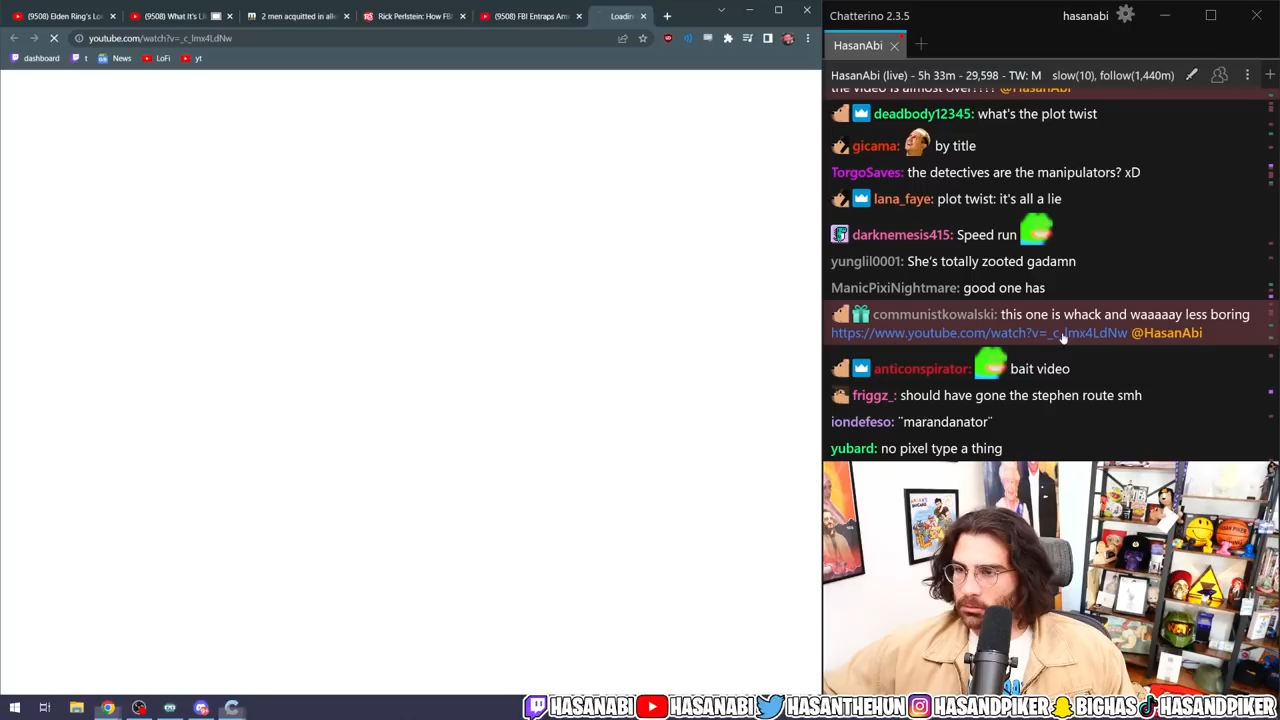 (9508) Elden Ring's Lo
(9508) What It's Li
2 men acquitted in alle
Rick Perlstein: How FB
(9508) FBI Entraps Am
Loadin
youtube.com/watch?v=_c_lmx4LdNw
dashboard
t
News
LoFi
yt
Chatterino 2.3.5
hasanabi
HasanAbi
HasanAbi (live) - 5h 33m - 29,598 - TW: M
slow(10), follow(1,440m)
the video is almost over???? @HasanAbi
deadbody12345: what's the plot twist
gicama: by title
TorgoSaves: the detectives are the manipulators? xD
lana_faye: plot twist: it's all a lie
darknemesis415: Speed run
yunglil0001: She's totally zooted gadamn
ManicPixiNightmare: good one has
communistkowalski: this one is whack and waaaaay less boring
https://www.youtube.com/watch?v=_c_lmx4LdNw @HasanAbi
anticonspirator: bait video
friggz_: should have gone the stephen route smh
iondefeso: ¨marandanator¨
yubard: no pixel type a thing
HASANABI HASANABI HASANTHEHUN HASANDPIKER BIGHAS HASANDPIKER